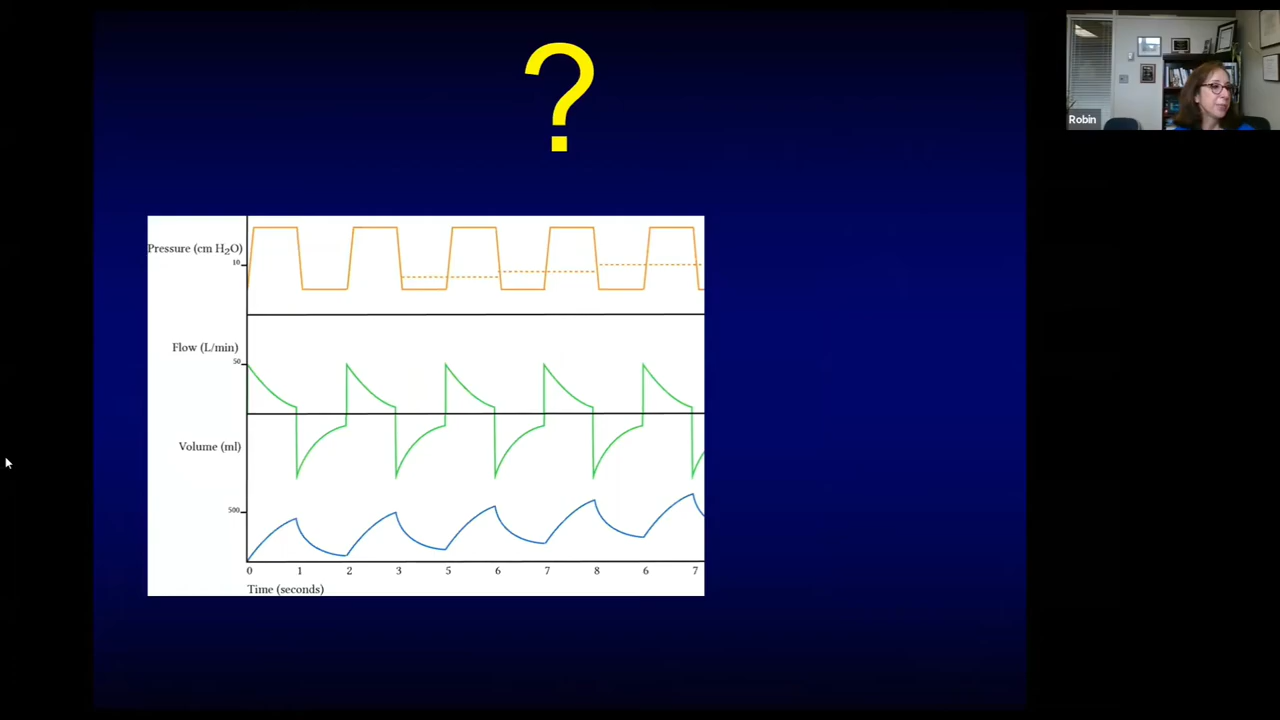 ?
Robin
Pressure (cm H₂O)
10
Flow (L/min)
50
Volume (ml)
500
0 1 2 3 5 6 7 8 6 7
Time (seconds)